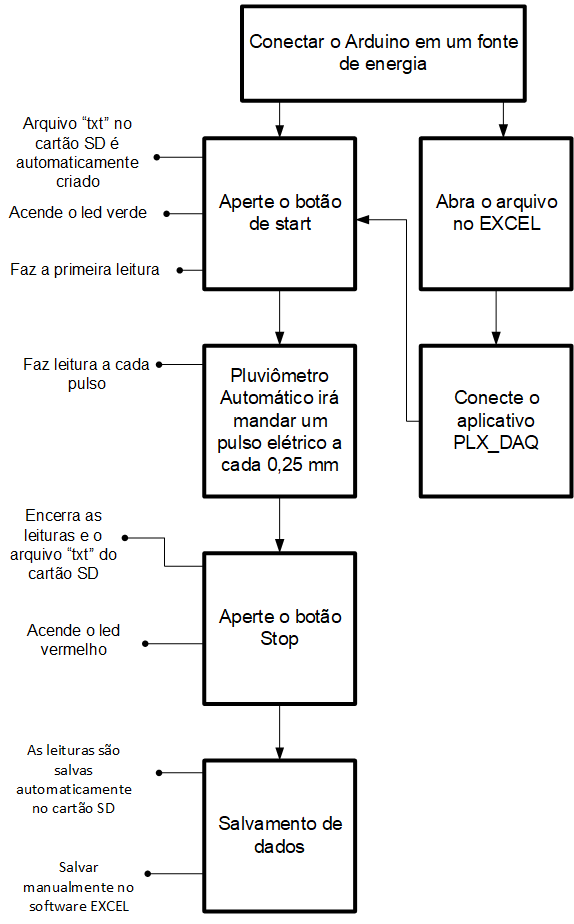 Conectar o Arduino em um fonte
de energia
Arquivo “txt” no
cartão SD é
automaticamente
criado
Acende o led verde
Faz a primeira leitura
Aperte o botão
de start
Abra o arquivo
no EXCEL
Faz leitura a cada
pulso
Pluviômetro
Automático irá
mandar um
pulso elétrico a
cada 0,25 mm
Conecte o
aplicativo
PLX_DAQ
Encerra as
leituras e o
arquivo “txt” do
cartão SD
Acende o led
vermelho
Aperte o botão
Stop
As leituras são
salvas
automaticamente
no cartão SD
Salvar
manualmente no
software EXCEL
Salvamento de
dados